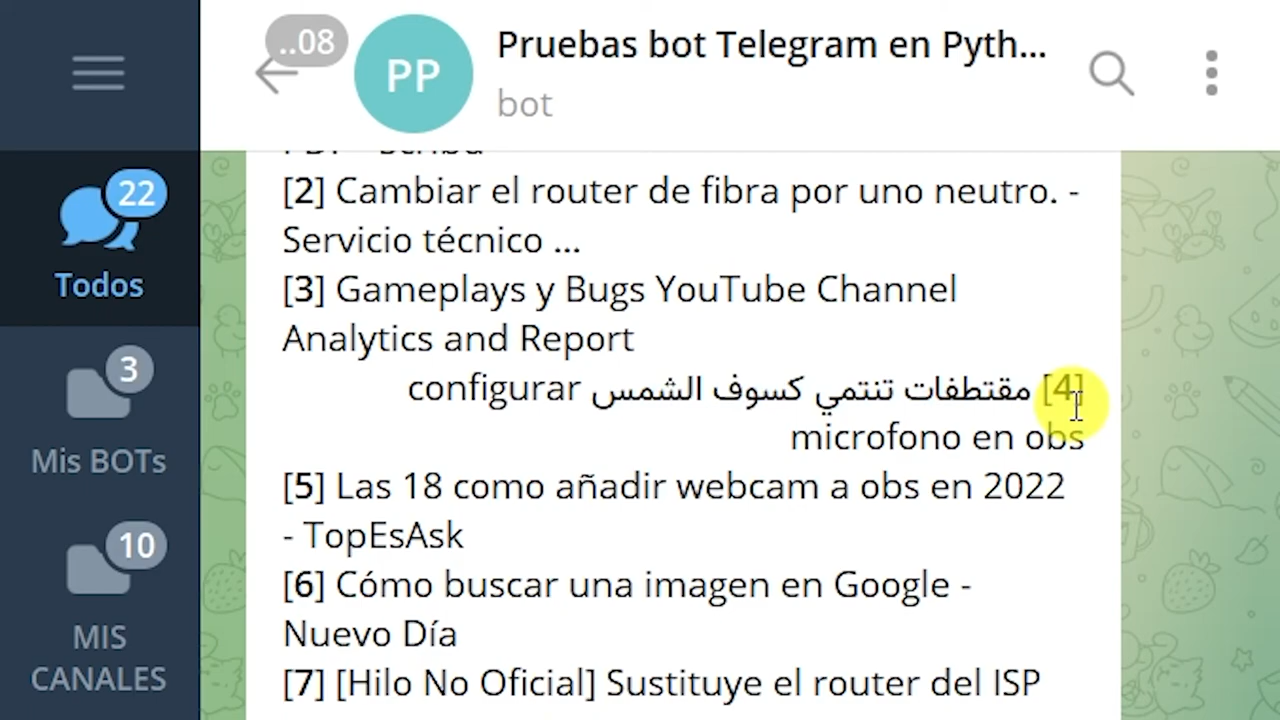 ..08
PP
Pruebas bot Telegram en Pyth...
bot
22
Todos
3
Mis BOTs
10
MIS
CANALES
[2] Cambiar el router de fibra por uno neutro. -
Servicio técnico ...
[3] Gameplays y Bugs YouTube Channel
Analytics and Report
[4] مقتطفات تنتمي كسوف الشمس configurar
microfono en obs
[5] Las 18 como añadir webcam a obs en 2022
- TopEsAsk
[6] Cómo buscar una imagen en Google -
Nuevo Día
[7] [Hilo No Oficial] Sustituye el router del ISP